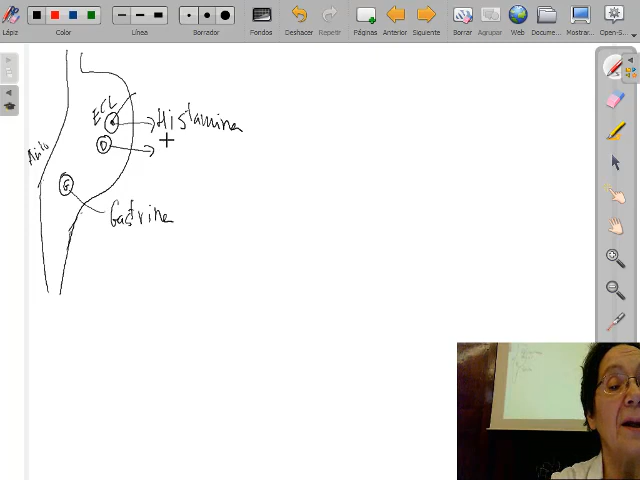 Lápiz
Color
Línea
Borrador
Fondos
Deshacer
Repetir
Páginas
Anterior
Siguiente
Web
Docume...
Mostrar...
Borrar
Agrupar
Open-S...
ECL
Histamina
D
G
Gastrina